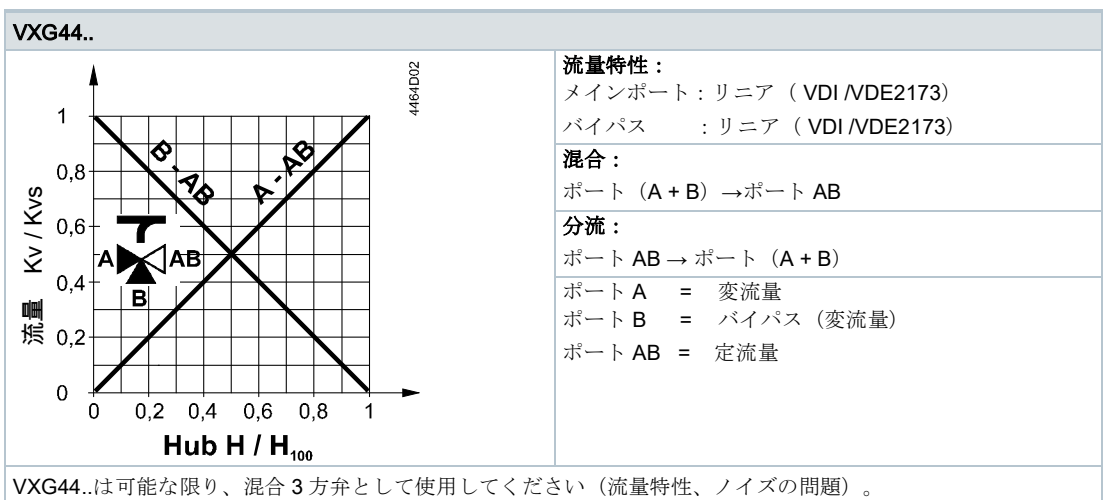 VXG44..
4464D02
流量 Kv / Kvs
1
0,8
0,6
0,4
0,2
0
B - AB
A - AB
A
AB
B
0
0,2
0,4
0,6
0,8
1
Hub H / H₁₀₀
流量特性：
メインポート：リニア（ VDI /VDE2173）
バイパス ：リニア（ VDI /VDE2173）
混合：
ポート（A + B）→ポート AB
分流：
ポート AB → ポート（A + B）
ポート A = 変流量
ポート B = バイパス（変流量）
ポート AB = 定流量
VXG44..は可能な限り、混合 3 方弁として使用してください（流量特性、ノイズの問題）。